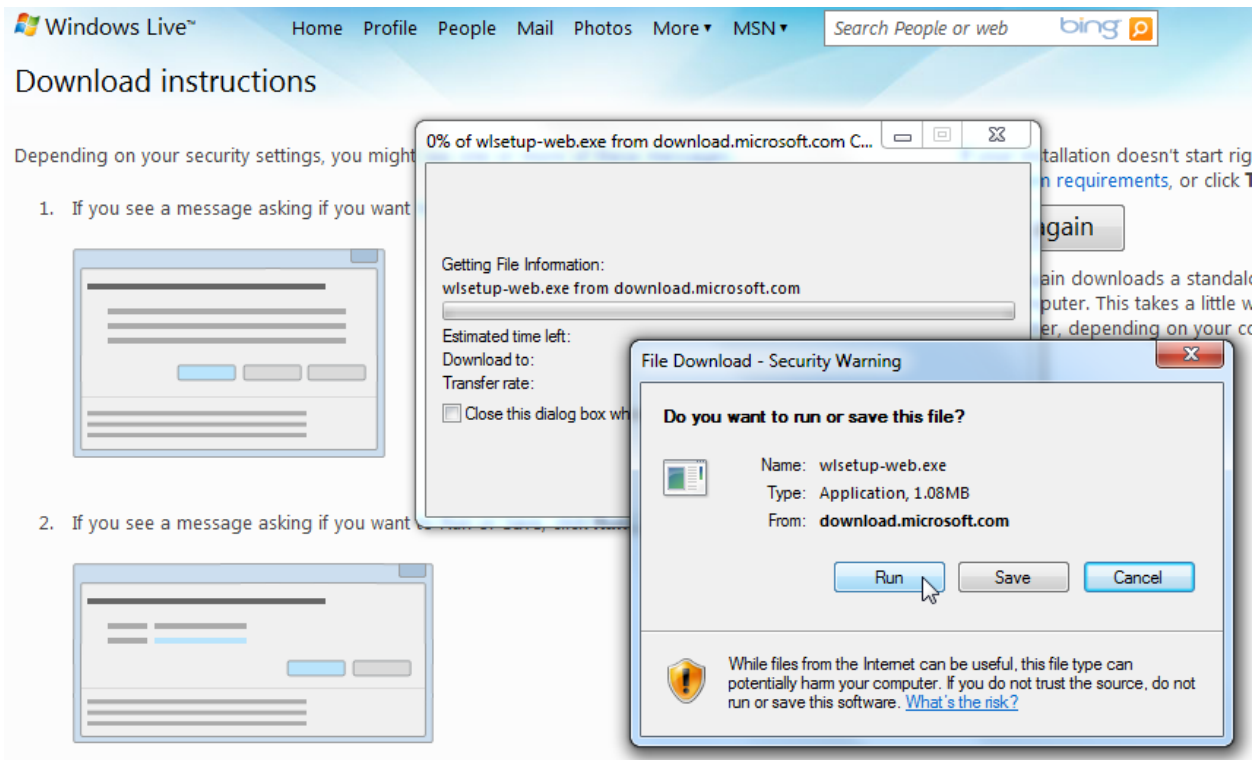 Windows Live™ Home Profile People Mail Photos More▼ MSN▼ Search People or web bing
Download instructions
Depending on your security settings, you might
1. If you see a message asking if you want
2. If you see a message asking if you want to Run or Save, click
0% of wlsetup-web.exe from download.microsoft.com C...
Getting File Information:
wlsetup-web.exe from download.microsoft.com
Estimated time left:
Download to:
Transfer rate:
Close this dialog box wh
tallation doesn't start rig
requirements, or click
again
ain downloads a standal
puter. This takes a little w
er, depending on your co
File Download - Security Warning
Do you want to run or save this file?
Name: wlsetup-web.exe
Type: Application, 1.08MB
From: download.microsoft.com
Run Save Cancel
While files from the Internet can be useful, this file type can
potentially harm your computer. If you do not trust the source, do not
run or save this software. What's the risk?